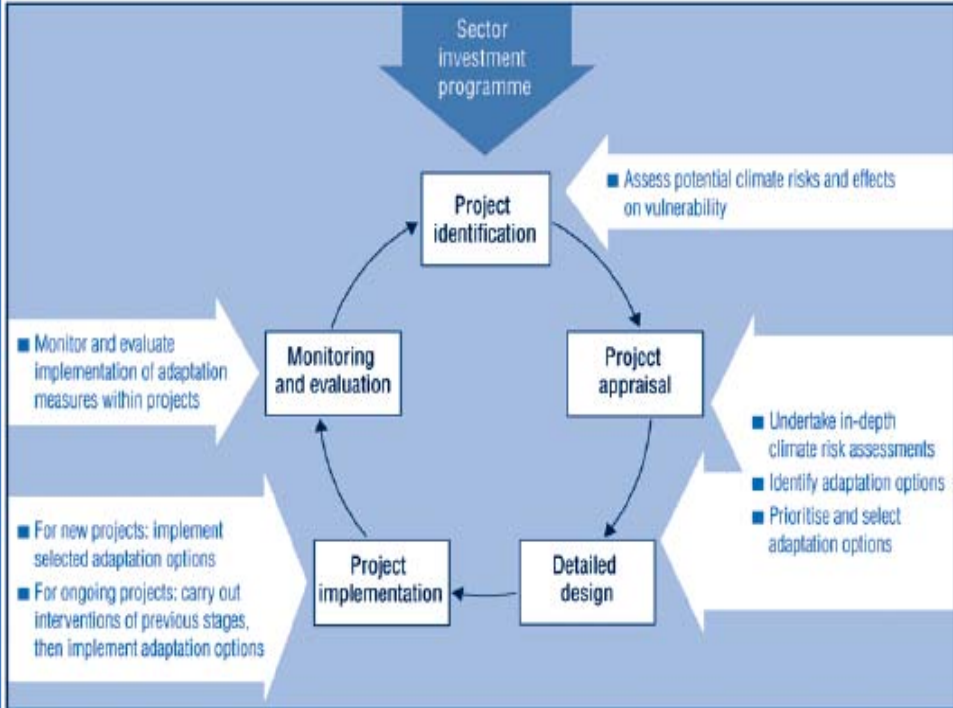 Sector
investment
programme
Project
identification
■ Assess potential climate risks and effects
on vulnerability
Project
appraisal
■ Undertake in-depth
climate risk assessments
■ Identify adaptation options
■ Prioritise and select
adaptation options
Detailed
design
Project
implementation
■ For new projects: implement
selected adaptation options
■ For ongoing projects: carry out
interventions of previous stages,
then implement adaptation options
Monitoring
and evaluation
■ Monitor and evaluate
implementation of adaptation
measures within projects